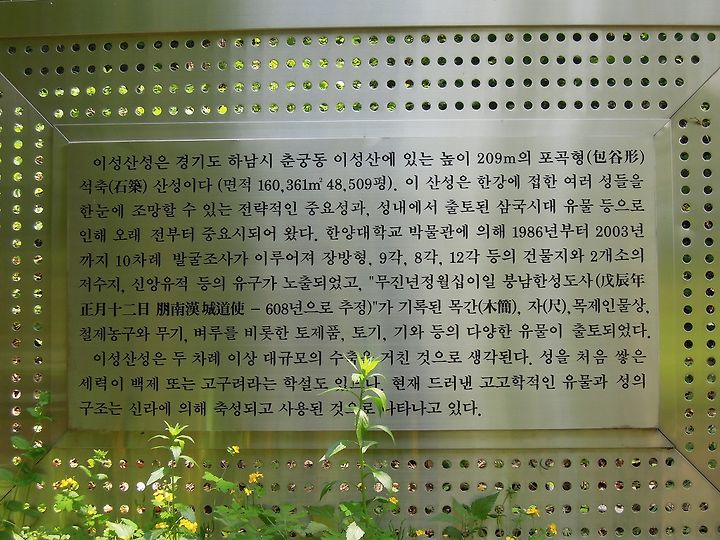 이성산성은 경기도 하남시 춘궁동 이성산에 있는 높이 209m의 포곡형(包谷形)
석축(石築) 산성이다 (면적 160,361㎡ 48,509평). 이 산성은 한강에 접한 여러 성들을
한눈에 조망할 수 있는 전략적인 중요성과, 성내에서 출토된 삼국시대 유물 등으로
인해 오래 전부터 중요시되어 왔다. 한양대학교 박물관에 의해 1986년부터 2003년
까지 10차례 발굴조사가 이루어져 장방형, 9각, 8각, 12각 등의 건물지와 2개소의
저수지, 신앙유적 등의 유구가 노출되었고, "무진년정월십이일 붕남한성도사(戊辰年
正月十二日 朋南漢城道使 - 608년으로 추정)"가 기록된 목간(木簡), 자(尺),목제인물상,
철제농구와 무기, 벼루를 비롯한 토제품, 토기, 기와 등의 다양한 유물이 출토되었다.
이성산성은 두 차례 이상 대규모의 수축을 거친 것으로 생각된다. 성을 처음 쌓은
세력이 백제 또는 고구려라는 학설도 있으나, 현재 드러낸 고고학적인 유물과 성의
구조는 신라에 의해 축성되고 사용된 것으로 나타나고 있다.